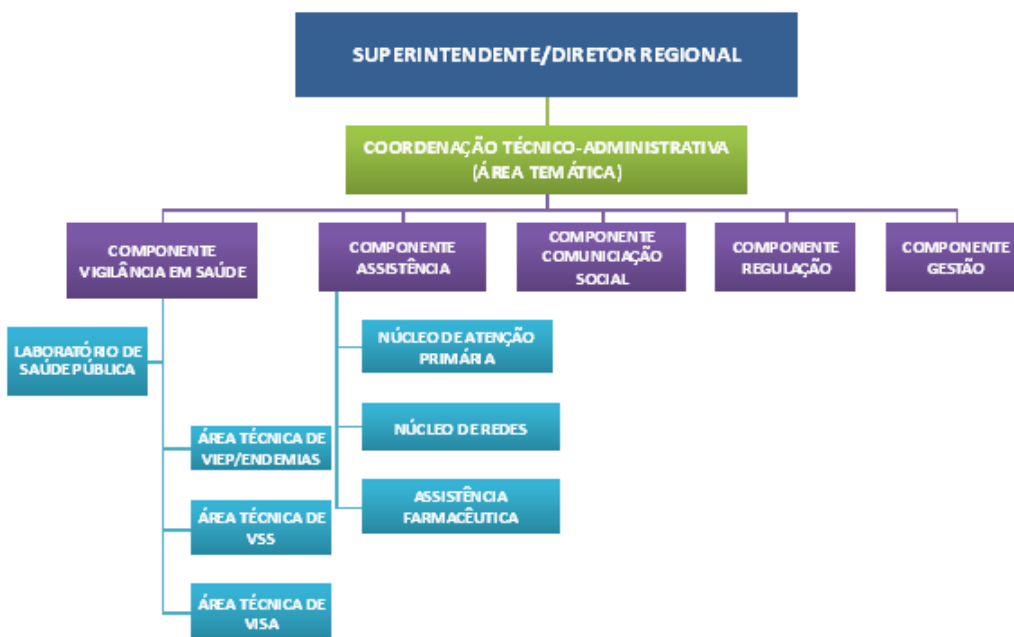 SUPERINTENDENTE/DIRETOR REGIONAL
COORDENAÇÃO TÉCNICO-ADMINISTRATIVA
(ÁREA TEMÁTICA)
COMPONENTE
VIGILÂNCIA EM SAÚDE
COMPONENTE
ASSISTÊNCIA
COMPONENTE
COMUNICIAÇÃO
SOCIAL
COMPONENTE
REGULAÇÃO
COMPONENTE
GESTÃO
LABORATÓRIO DE
SAÚDE PÚBLICA
ÁREA TÉCNICA DE
VIEP/ENDEMIAS
ÁREA TÉCNICA DE
VSS
ÁREA TÉCNICA DE
VISA
NÚCLEO DE ATENÇÃO
PRIMÁRIA
NÚCLEO DE REDES
ASSISTÊNCIA
FARMACÊUTICA